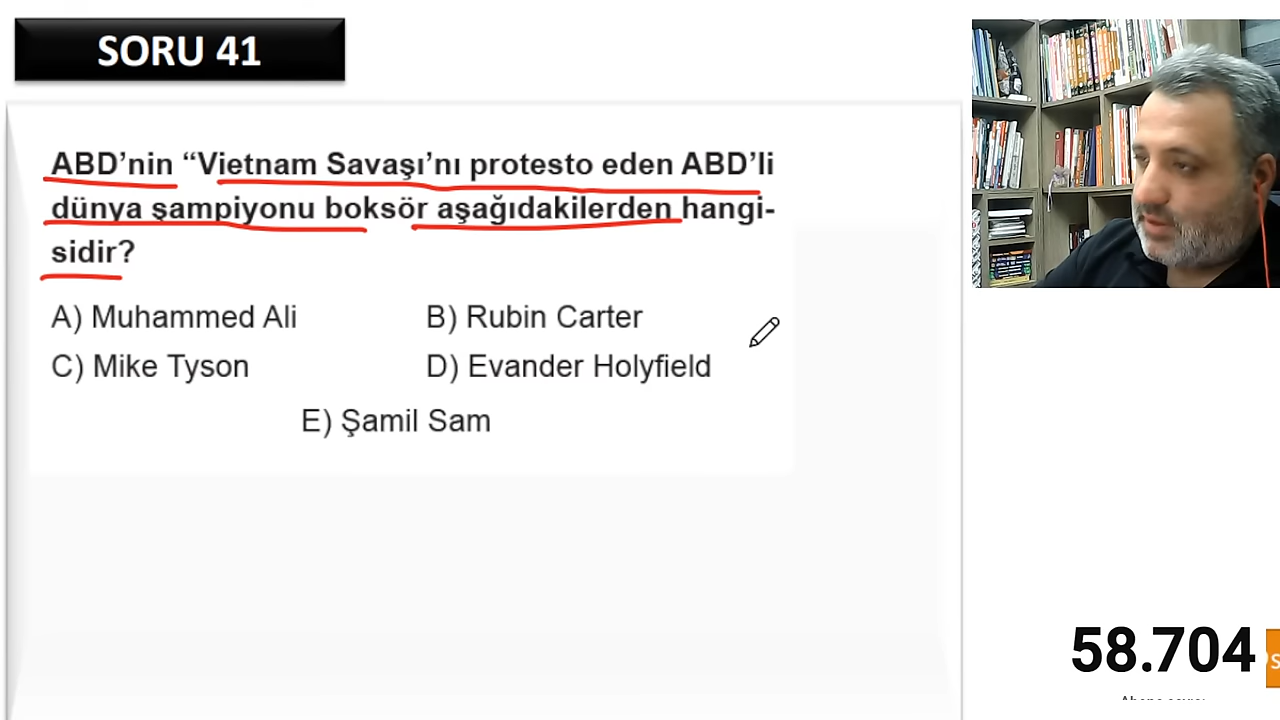 SORU 41
ABD’nin “Vietnam Savaşı’nı protesto eden ABD’li
dünya şampiyonu boksör aşağıdakilerden hangi-
sidir?
A) Muhammed Ali
B) Rubin Carter
C) Mike Tyson
D) Evander Holyfield
E) Şamil Sam
58.704